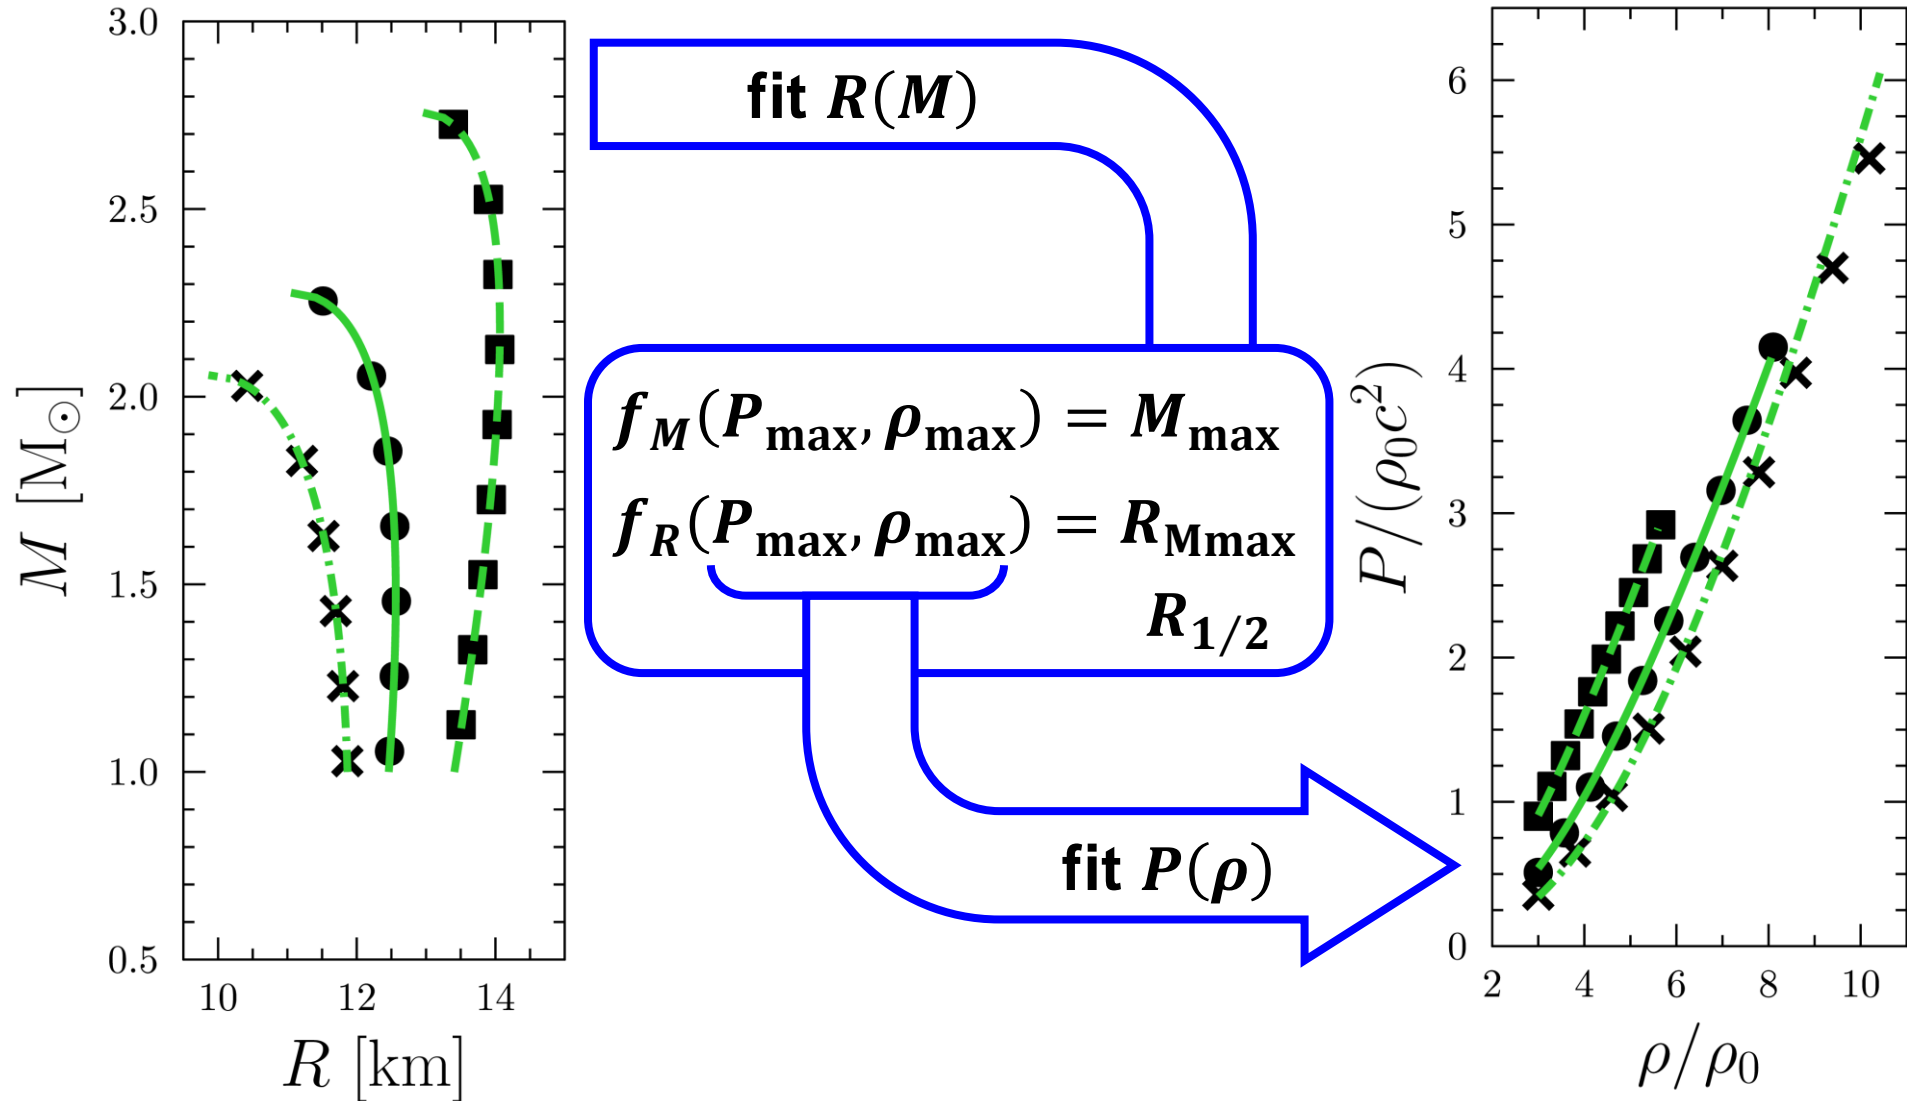 3.0
2.5
2.0
1.5
1.0
0.5
M [M⊙]
10 12 14
R [km]
fit R(M)
f_M(P_max, ρ_max) = M_max
f_R(P_max, ρ_max) = R_Mmax
R_1/2
fit P(ρ)
6
5
4
3
2
1
0
P/(ρ₀c²)
2 4 6 8 10
ρ/ρ₀